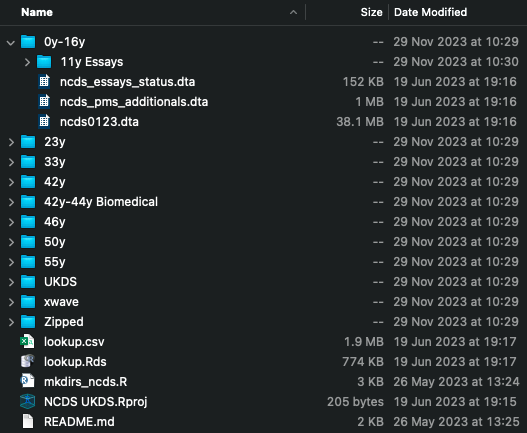 Name Size Date Modified
0y-16y -- 29 Nov 2023 at 10:29
11y Essays -- 29 Nov 2023 at 10:30
ncds_essays_status.dta 152 KB 19 Jun 2023 at 19:16
ncds_pms_additionals.dta 1 MB 19 Jun 2023 at 19:16
ncds0123.dta 38.1 MB 19 Jun 2023 at 19:16
23y -- 29 Nov 2023 at 10:29
33y -- 29 Nov 2023 at 10:29
42y -- 29 Nov 2023 at 10:29
42y-44y Biomedical -- 29 Nov 2023 at 10:29
46y -- 29 Nov 2023 at 10:29
50y -- 29 Nov 2023 at 10:29
55y -- 29 Nov 2023 at 10:29
UKDS -- 29 Nov 2023 at 10:29
xwave -- 29 Nov 2023 at 10:29
Zipped -- 29 Nov 2023 at 10:29
lookup.csv 1.9 MB 19 Jun 2023 at 19:17
lookup.Rds 774 KB 19 Jun 2023 at 19:17
mkdirs_ncds.R 3 KB 26 May 2023 at 13:24
NCDS UKDS.Rproj 205 bytes 19 Jun 2023 at 19:15
README.md 2 KB 26 May 2023 at 13:25